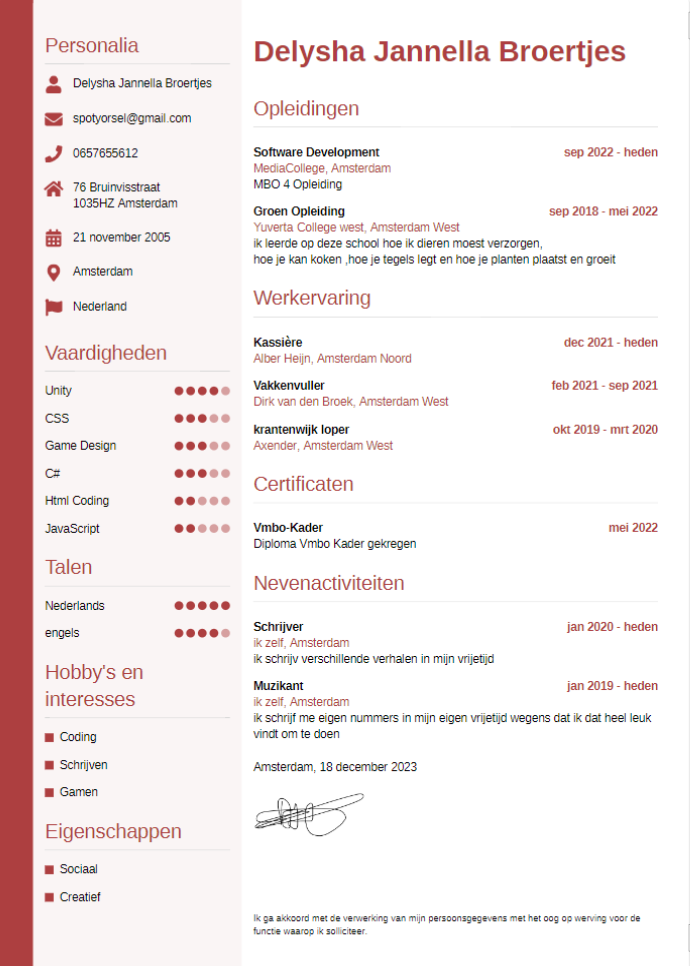 Personalia
Delysha Jannella Broertjes
spotyorsel@gmail.com
0657655612
76 Bruinvisstraat
1035HZ Amsterdam
21 november 2005
Amsterdam
Nederland
Vaardigheden
Unity
CSS
Game Design
C#
Html Coding
JavaScript
Talen
Nederlands
engels
Hobby's en
interesses
Coding
Schrijven
Gamen
Eigenschappen
Sociaal
Creatief
Delysha Jannella Broertjes
Opleidingen
Software Development sep 2022 - heden
MediaCollege, Amsterdam
MBO 4 Opleiding
Groen Opleiding sep 2018 - mei 2022
Yuverta College west, Amsterdam West
ik leerde op deze school hoe ik dieren moest verzorgen,
hoe je kan koken ,hoe je tegels legt en hoe je planten plaatst en groeit
Werkervaring
Kassière dec 2021 - heden
Alber Heijn, Amsterdam Noord
Vakkenvuller feb 2021 - sep 2021
Dirk van den Broek, Amsterdam West
krantenwijk loper okt 2019 - mrt 2020
Axender, Amsterdam West
Certificaten
Vmbo-Kader mei 2022
Diploma Vmbo Kader gekregen
Nevenactiviteiten
Schrijver jan 2020 - heden
ik zelf, Amsterdam
ik schrijv verschillende verhalen in mijn vrijetijd
Muzikant jan 2019 - heden
ik zelf, Amsterdam
ik schrijf me eigen nummers in mijn eigen vrijetijd wegens dat ik dat heel leuk
vindt om te doen
Amsterdam, 18 december 2023
Ik ga akkoord met de verwerking van mijn persoonsgegevens met het oog op werving voor de
functie waarop ik solliciteer.